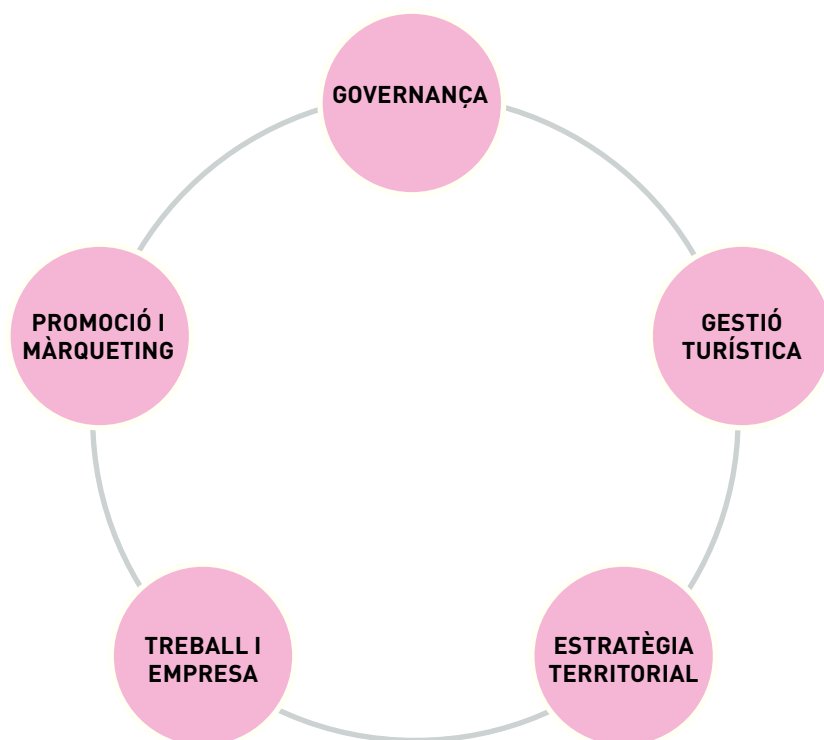 GOVERNANÇA
PROMOCIÓ I
MÀRQUETING
GESTIÓ
TURÍSTICA
TREBALL I
EMPRESA
ESTRATÈGIA
TERRITORIAL